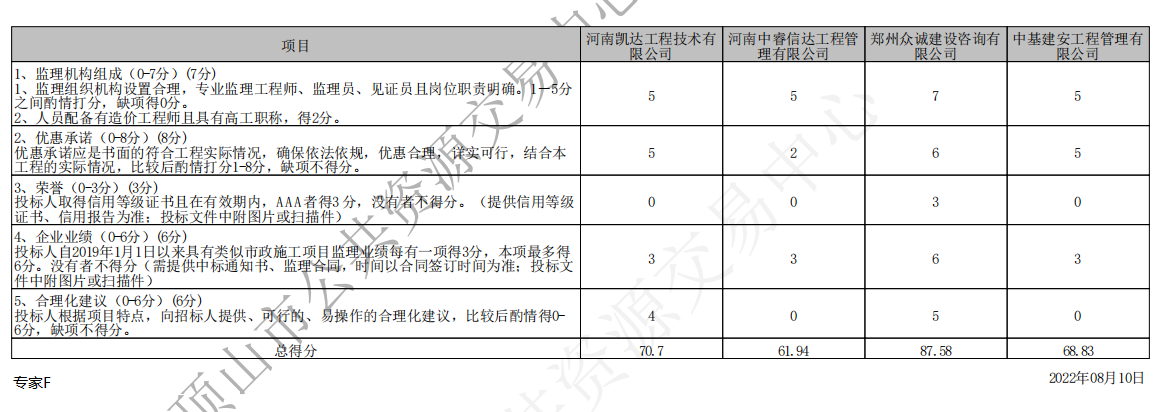 项目
河南凯达工程技术有
限公司
河南中睿信达工程管
理有限公司
郑州众诚建设咨询有
限公司
中基建安工程管理有
限公司
1、监理机构组成（0-7分）(7分)
1、监理组织机构设置合理，专业监理工程师、监理员、见证员且岗位职责明确。1—5分
之间酌情打分，缺项得0分。
2、人员配备有造价工程师且具有高工职称，得2分。
5
5
7
5
2、优惠承诺（0-8分）(8分)
优惠承诺应是书面的符合工程实际情况，确保依法依规，优惠合理，详实可行，结合本
工程的实际情况，比较后酌情打分1-8分，缺项不得分。
5
2
6
5
3、荣誉（0-3分）(3分)
投标人取得信用等级证书且在有效期内，AAA者得3 分，没有者不得分。（提供信用等级
证书、信用报告为准；投标文件中附图片或扫描件）
0
0
3
0
4、企业业绩（0-6分）(6分)
投标人自2019年1月1日以来具有类似市政施工项目监理业绩每有一项得3分，本项最多得
6分。没有者不得分（需提供中标通知书、监理合同，时间以合同签订时间为准；投标文
件中附图片或扫描件）
3
3
6
3
5、合理化建议（0-6分）(6分)
投标人根据项目特点，向招标人提供、可行的、易操作的合理化建议，比较后酌情得0-
6分，缺项不得分。
4
0
5
0
总得分
70.7
61.94
87.58
68.83
专家F
2022年08月10日
顶山市公共资源交易中心
共资源交易中心